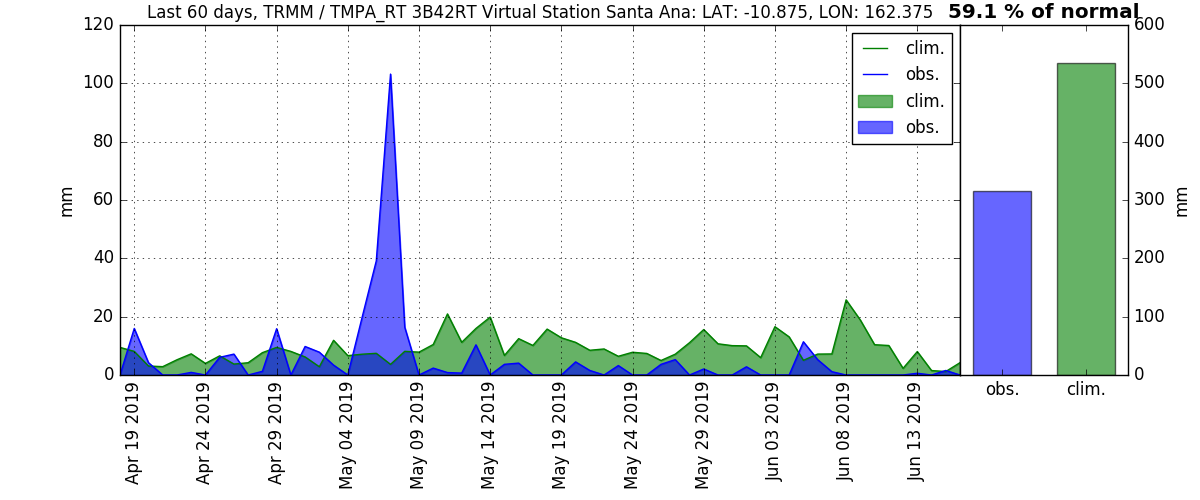 Last 60 days, TRMM / TMPA_RT 3B42RT Virtual Station Santa Ana: LAT: -10.875, LON: 162.375 59.1 % of normal
120
100
80
60
40
20
0
mm
clim.
obs.
clim.
obs.
600
500
400
300
200
100
0
mm
Apr 19 2019
Apr 24 2019
Apr 29 2019
May 04 2019
May 09 2019
May 14 2019
May 19 2019
May 24 2019
May 29 2019
Jun 03 2019
Jun 08 2019
Jun 13 2019
obs.
clim.